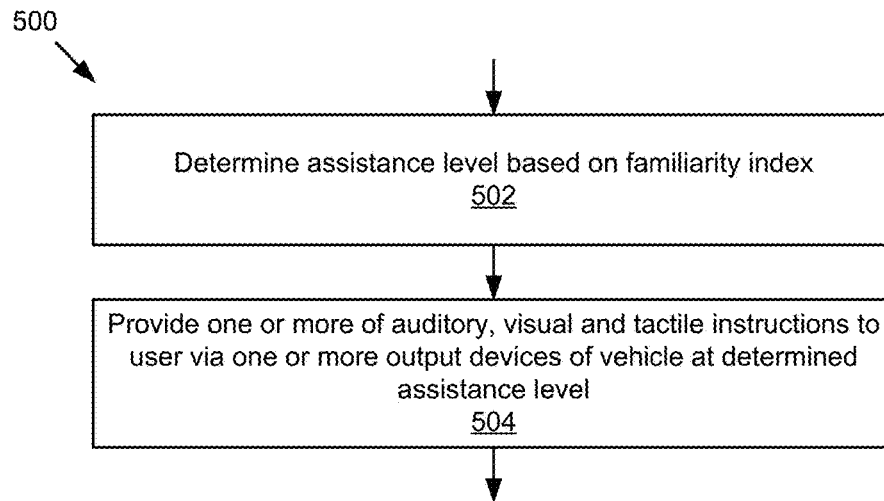 500
Determine assistance level based on familiarity index
502
Provide one or more of auditory, visual and tactile instructions to
user via one or more output devices of vehicle at determined
assistance level
504